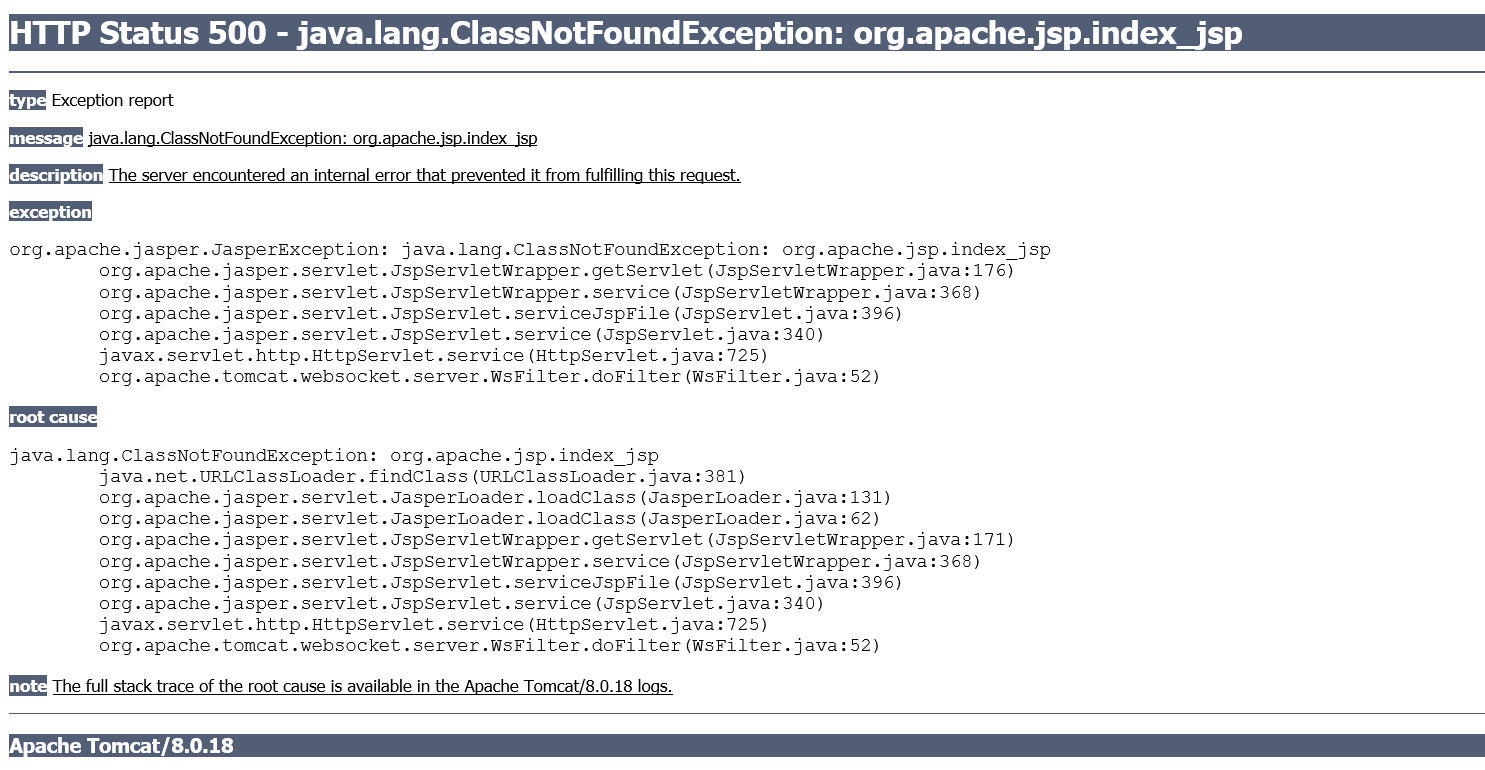 HTTP Status 500 - java.lang.ClassNotFoundException: org.apache.jsp.index_jsp
type Exception report
message java.lang.ClassNotFoundException: org.apache.jsp.index_jsp
description The server encountered an internal error that prevented it from fulfilling this request.
exception
org.apache.jasper.JasperException: java.lang.ClassNotFoundException: org.apache.jsp.index_jsp
	org.apache.jasper.servlet.JspServletWrapper.getServlet(JspServletWrapper.java:176)
	org.apache.jasper.servlet.JspServletWrapper.service(JspServletWrapper.java:368)
	org.apache.jasper.servlet.JspServlet.serviceJspFile(JspServlet.java:396)
	org.apache.jasper.servlet.JspServlet.service(JspServlet.java:340)
	javax.servlet.http.HttpServlet.service(HttpServlet.java:725)
	org.apache.tomcat.websocket.server.WsFilter.doFilter(WsFilter.java:52)
root cause
java.lang.ClassNotFoundException: org.apache.jsp.index_jsp
	java.net.URLClassLoader.findClass(URLClassLoader.java:381)
	org.apache.jasper.servlet.JasperLoader.loadClass(JasperLoader.java:131)
	org.apache.jasper.servlet.JasperLoader.loadClass(JasperLoader.java:62)
	org.apache.jasper.servlet.JspServletWrapper.getServlet(JspServletWrapper.java:171)
	org.apache.jasper.servlet.JspServletWrapper.service(JspServletWrapper.java:368)
	org.apache.jasper.servlet.JspServlet.serviceJspFile(JspServlet.java:396)
	org.apache.jasper.servlet.JspServlet.service(JspServlet.java:340)
	javax.servlet.http.HttpServlet.service(HttpServlet.java:725)
	org.apache.tomcat.websocket.server.WsFilter.doFilter(WsFilter.java:52)
note The full stack trace of the root cause is available in the Apache Tomcat/8.0.18 logs.
Apache Tomcat/8.0.18